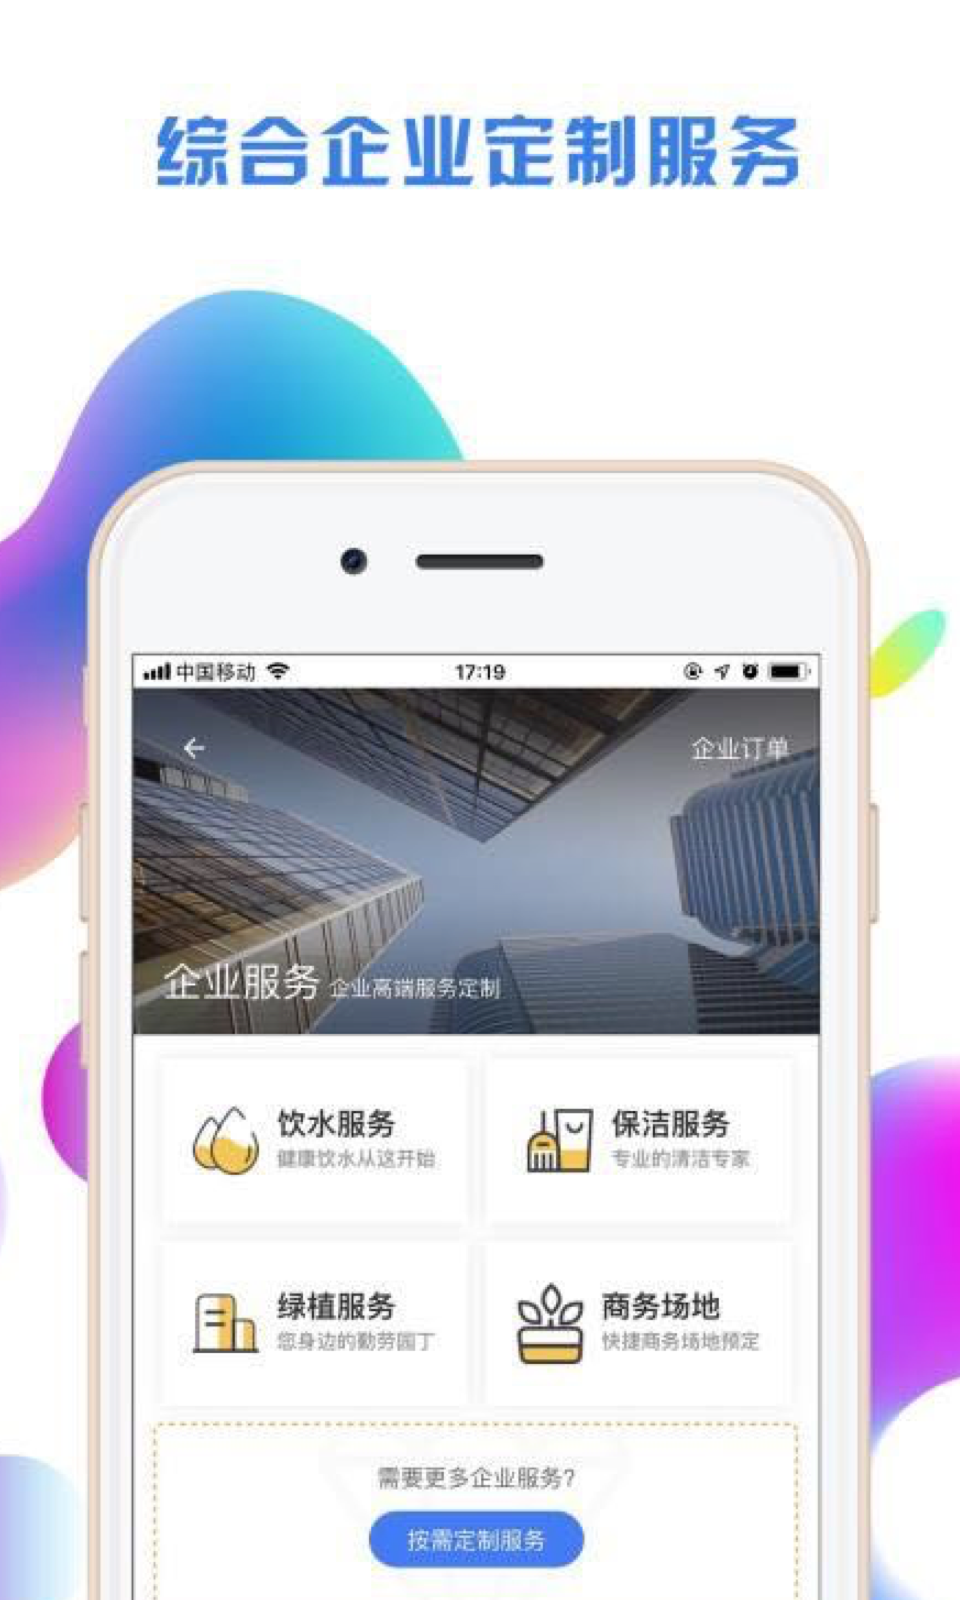 综合企业定制服务
中国移动 17:19
企业订单
企业服务 企业高端服务定制
饮水服务
健康饮水从这开始
保洁服务
专业的清洁专家
绿植服务
您身边的勤劳园丁
商务场地
快捷商务场地预定
需要更多企业服务?
按需定制服务